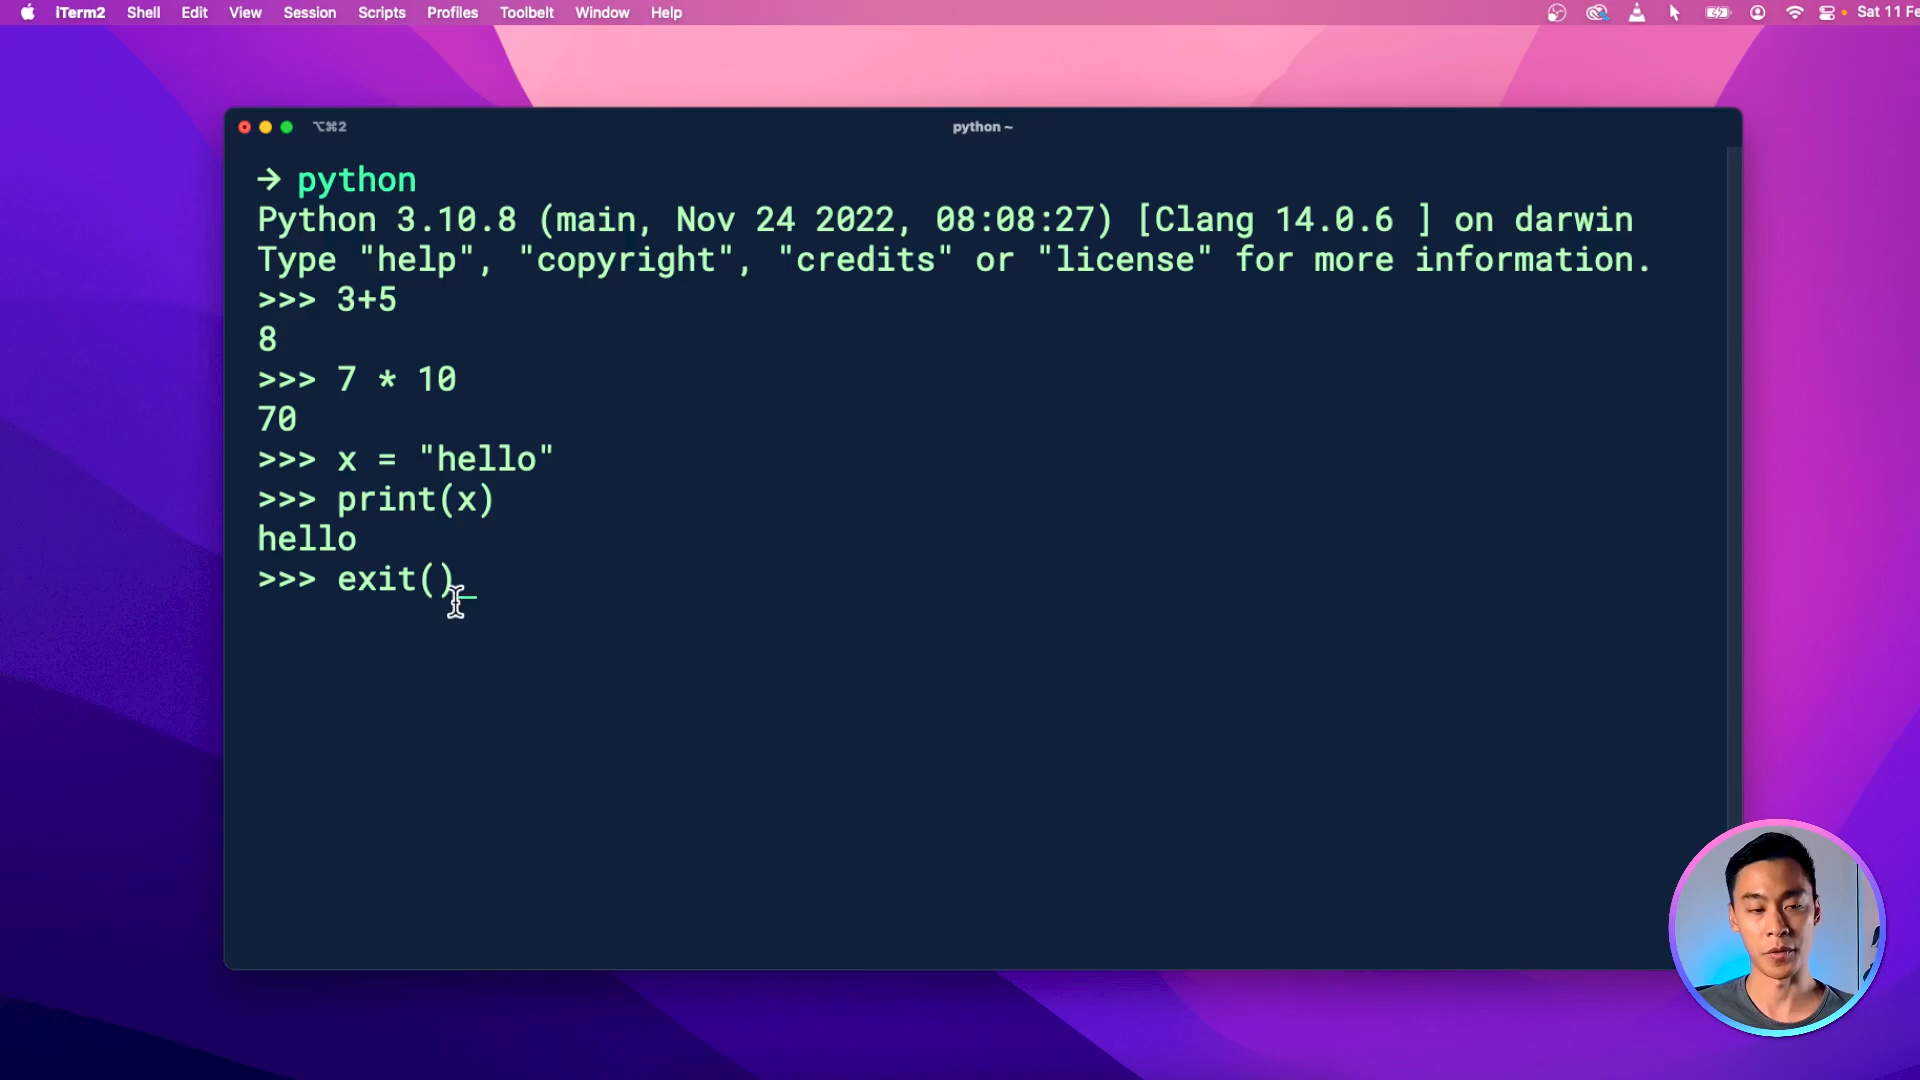 iTerm2 Shell Edit View Session Scripts Profiles Toolbelt Window Help Sat 11 Fe
⌥⌘2 python ~
→ python
Python 3.10.8 (main, Nov 24 2022, 08:08:27) [Clang 14.0.6 ] on darwin
Type "help", "copyright", "credits" or "license" for more information.
>>> 3+5
8
>>> 7 * 10
70
>>> x = "hello"
>>> print(x)
hello
>>> exit()